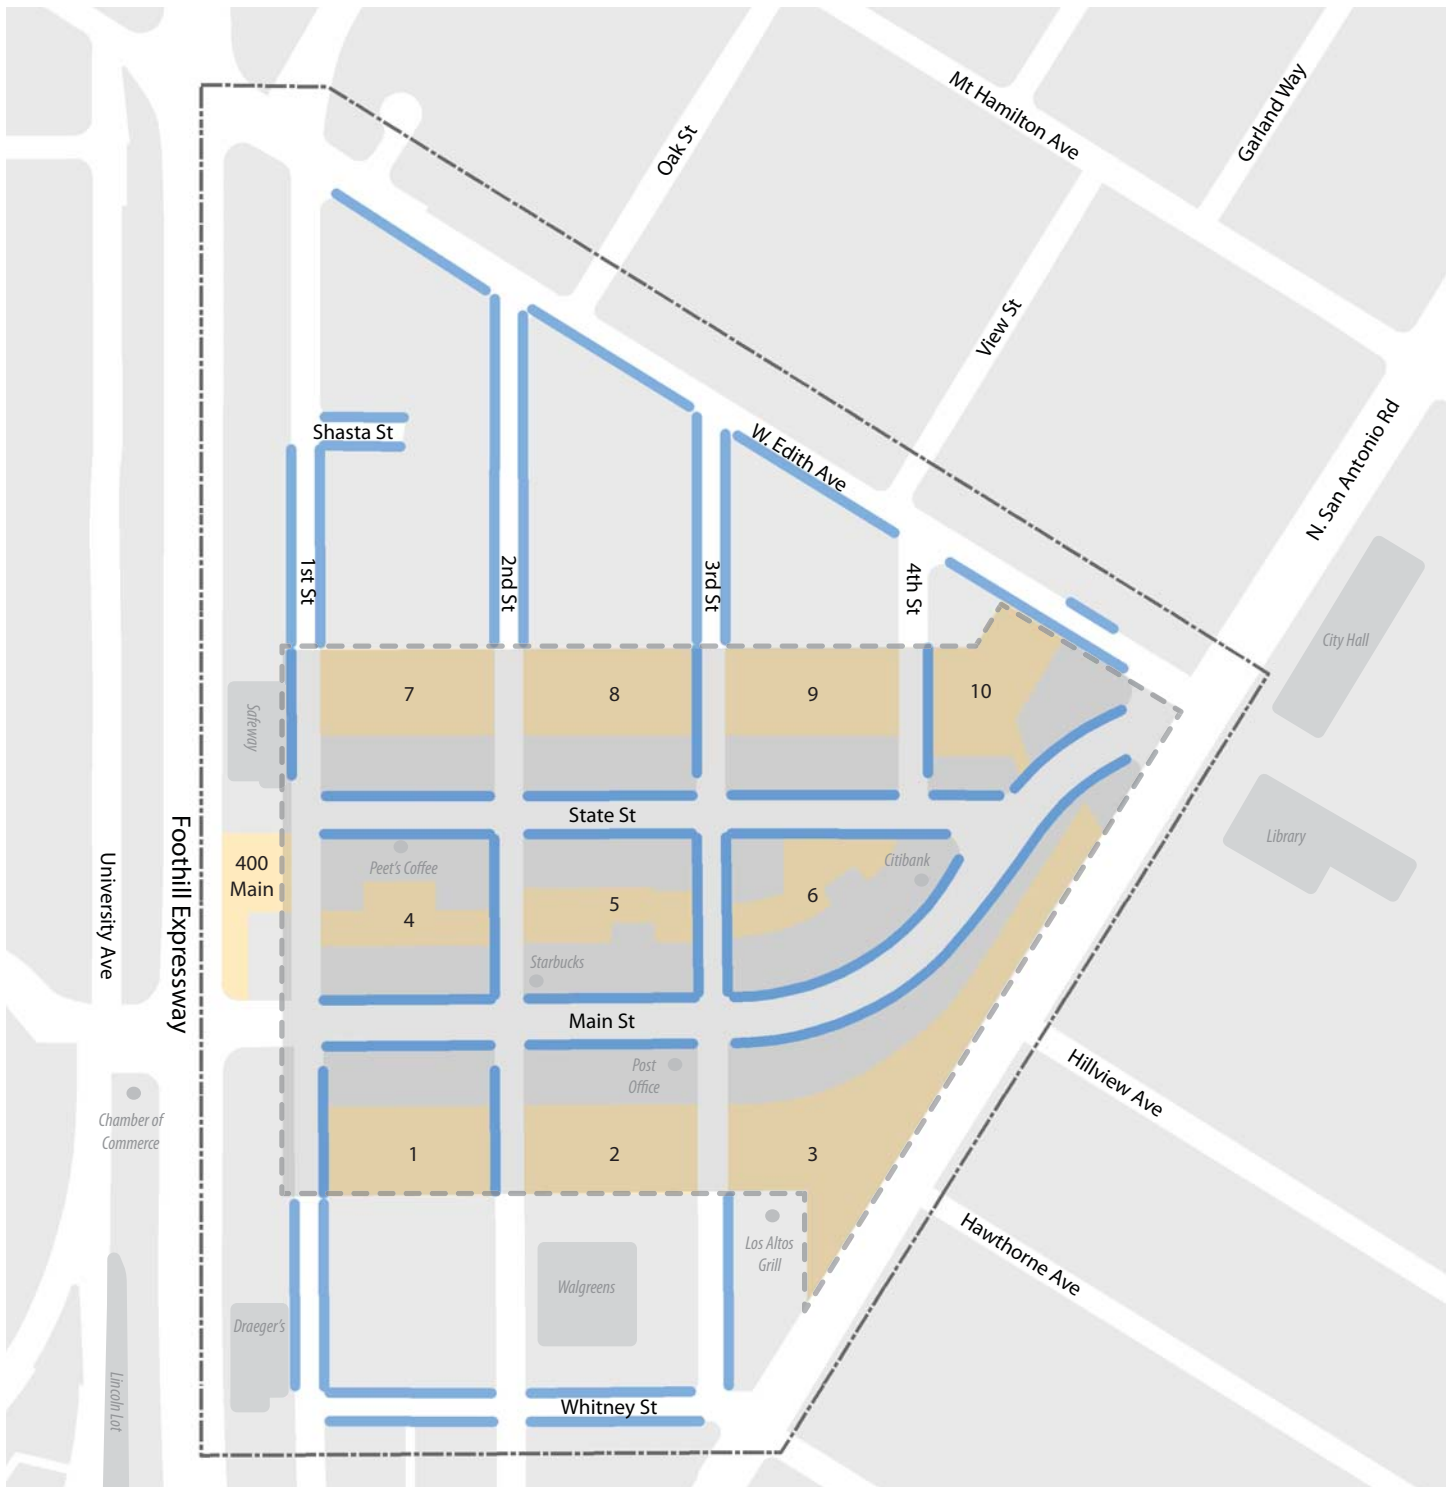 Mt Hamilton Ave
Garland Way
Oak St
View St
N. San Antonio Rd
Shasta St
W. Edith Ave
1st St
2nd St
3rd St
4th St
City Hall
Safeway
7
8
9
10
State St
Library
Foothill Expressway
University Ave
400
Main
Peet's Coffee
4
5
6
Citibank
Starbucks
Main St
Post
Office
Hillview Ave
Chamber of
Commerce
1
2
3
Los Altos
Grill
Hawthorne Ave
Walgreens
Draeger's
Lincoln Lot
Whitney St